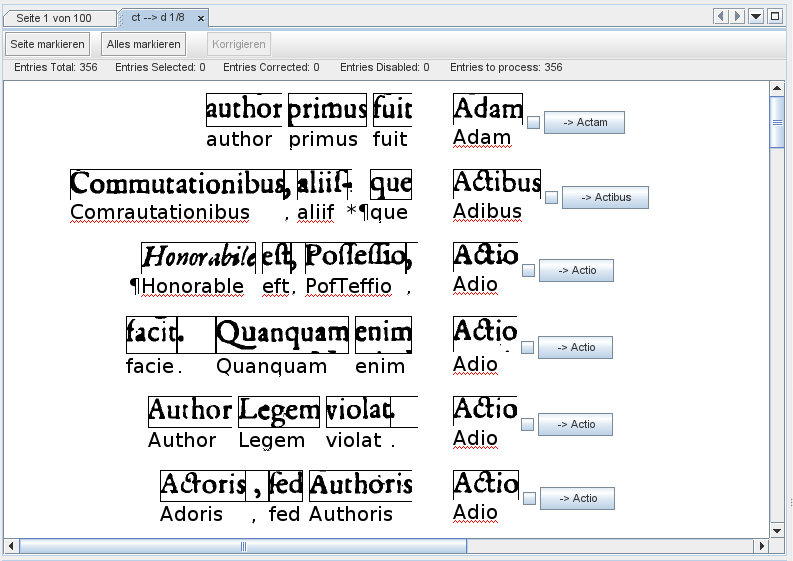 Seite 1 von 100 ct --> d 1/8 x
Seite markieren Alles markieren Korrigieren
Entries Total: 356 Entries Selected: 0 Entries Corrected: 0 Entries Disabled: 0 Entries to process: 356
author primus fuit Adam
author primus fuit Adam -> Actam
Commutationibus, aliiſ- que Actibus
Comrautationibus , aliif *¶que Adibus -> Actibus
Honorabile eſt, Poſſeſſio, Actio
¶Honorable eft, PofTeffio , Adio -> Actio
facit. Quanquam enim Actio
facie. Quanquam enim Adio -> Actio
Author Legem violat. Actio
Author Legem violat . Adio -> Actio
Actoris , ſed Authoris Actio
Adoris , fed Authoris Adio -> Actio